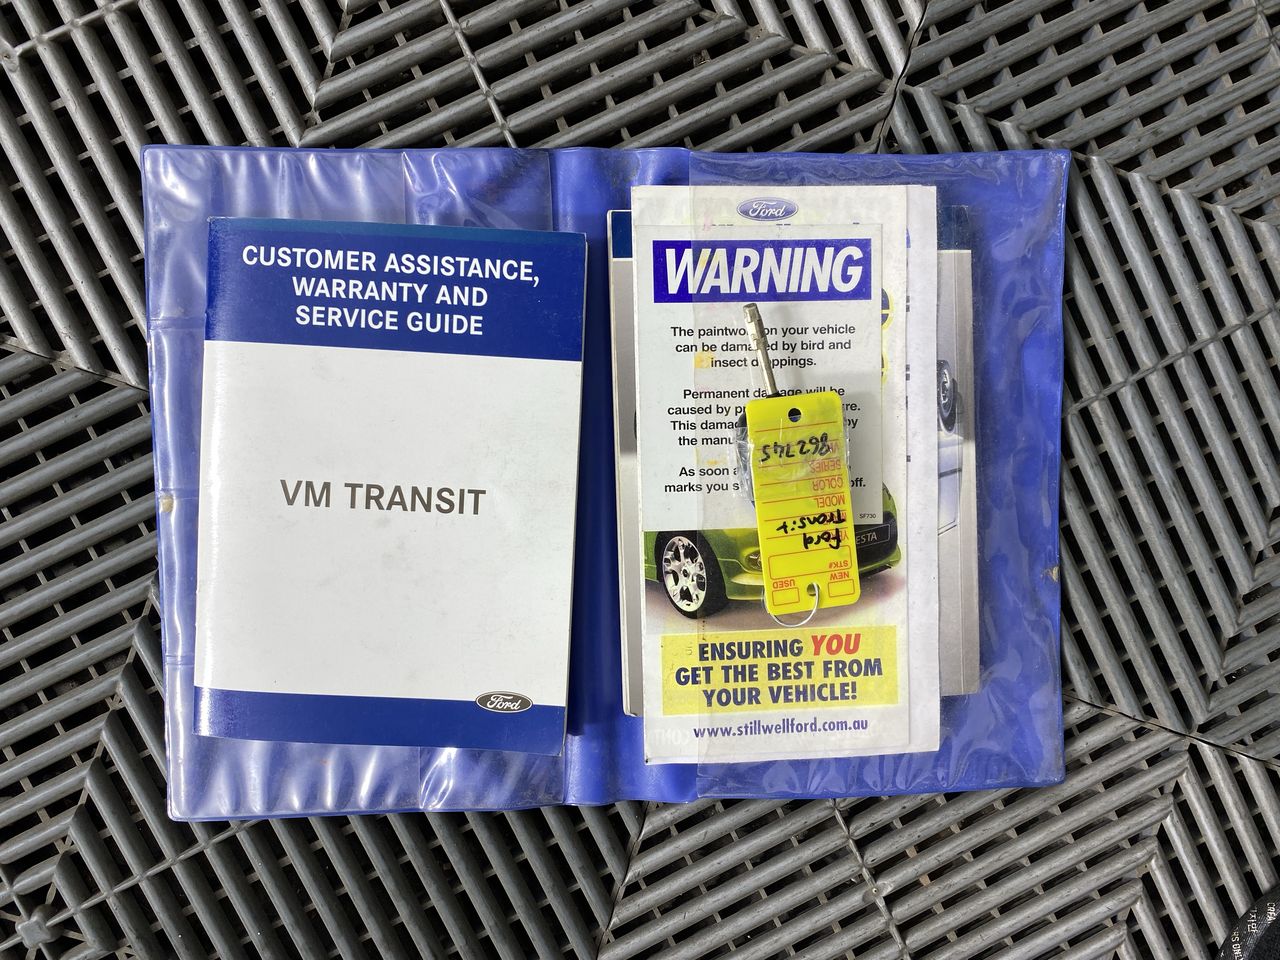 CUSTOMER ASSISTANCE,
WARRANTY AND
SERVICE GUIDE
VM TRANSIT
Ford
Ford
WARNING
The paintwork on your vehicle
can be damaged by bird and
insect droppings.
Permanent damage will be
caused by
This
by
the
As soon
marks you off.
SF730
ESTA
ENSURING YOU
GET THE BEST FROM
YOUR VEHICLE!
www.stillwellford.com.au
NEW
USED
STK#
Ford
Transit
MODEL
COLOR
SERIES